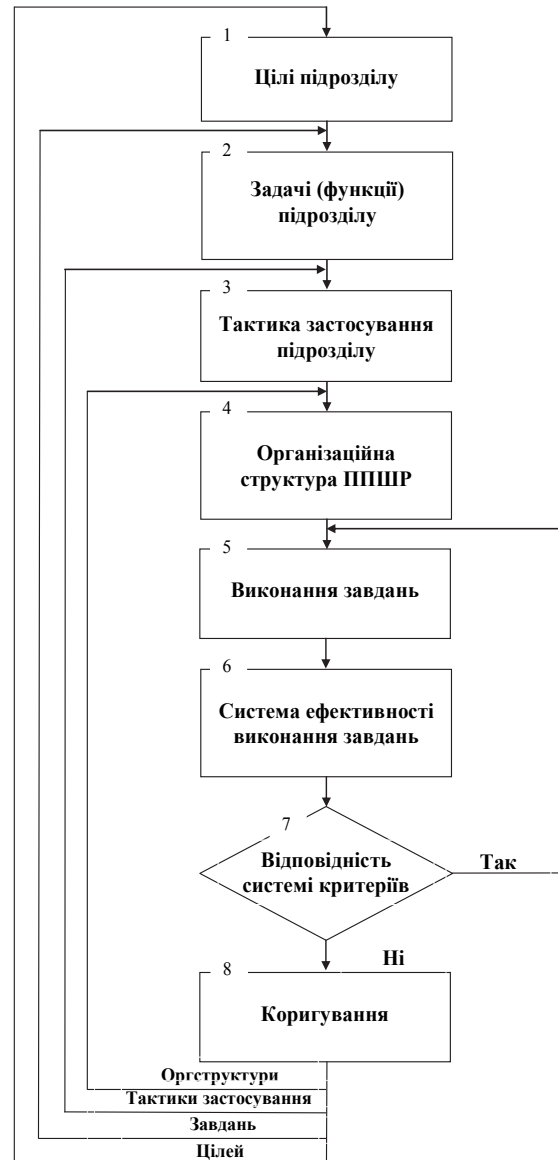 1
Цілі підрозділу
2
Задачі (функції)
підрозділу
3
Тактика застосування
підрозділу
4
Організаційна
структура ППШР
5
Виконання завдань
6
Система ефективності
виконання завдань
7
Відповідність
системі критеріїв
Так
Ні
8
Коригування
Оргструктури
Тактики застосування
Завдань
Цілей